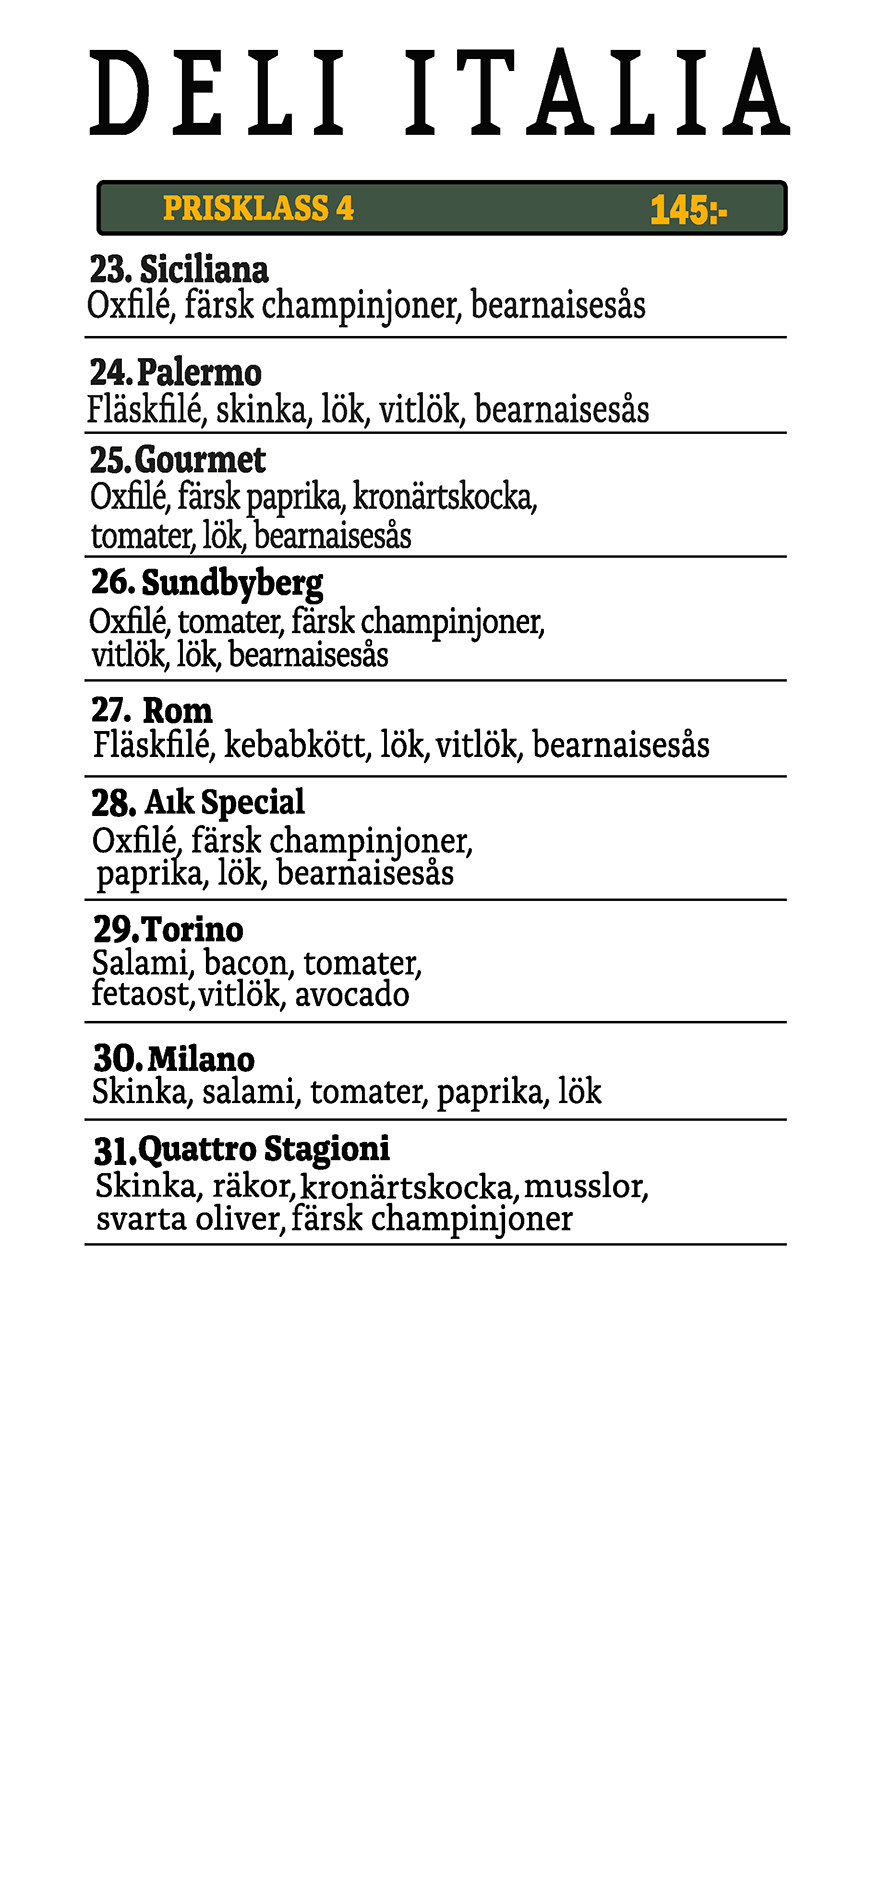 DELI ITALIA
PRISKLASS 4 145:-
23. Siciliana
Oxfilé, färsk champinjoner, bearnaisesås
24. Palermo
Fläskfilé, skinka, lök, vitlök, bearnaisesås
25. Gourmet
Oxfilé, färsk paprika, kronärtskocka,
tomater, lök, bearnaisesås
26. Sundbyberg
Oxfilé, tomater, färsk champinjoner,
vitlök, lök, bearnaisesås
27. Rom
Fläskfilé, kebabkött, lök, vitlök, bearnaisesås
28. Aık Special
Oxfilé, färsk champinjoner,
paprika, lök, bearnaisesås
29. Torino
Salami, bacon, tomater,
fetaost, vitlök, avocado
30. Milano
Skinka, salami, tomater, paprika, lök
31. Quattro Stagioni
Skinka, räkor, kronärtskocka, musslor,
svarta oliver, färsk champinjoner